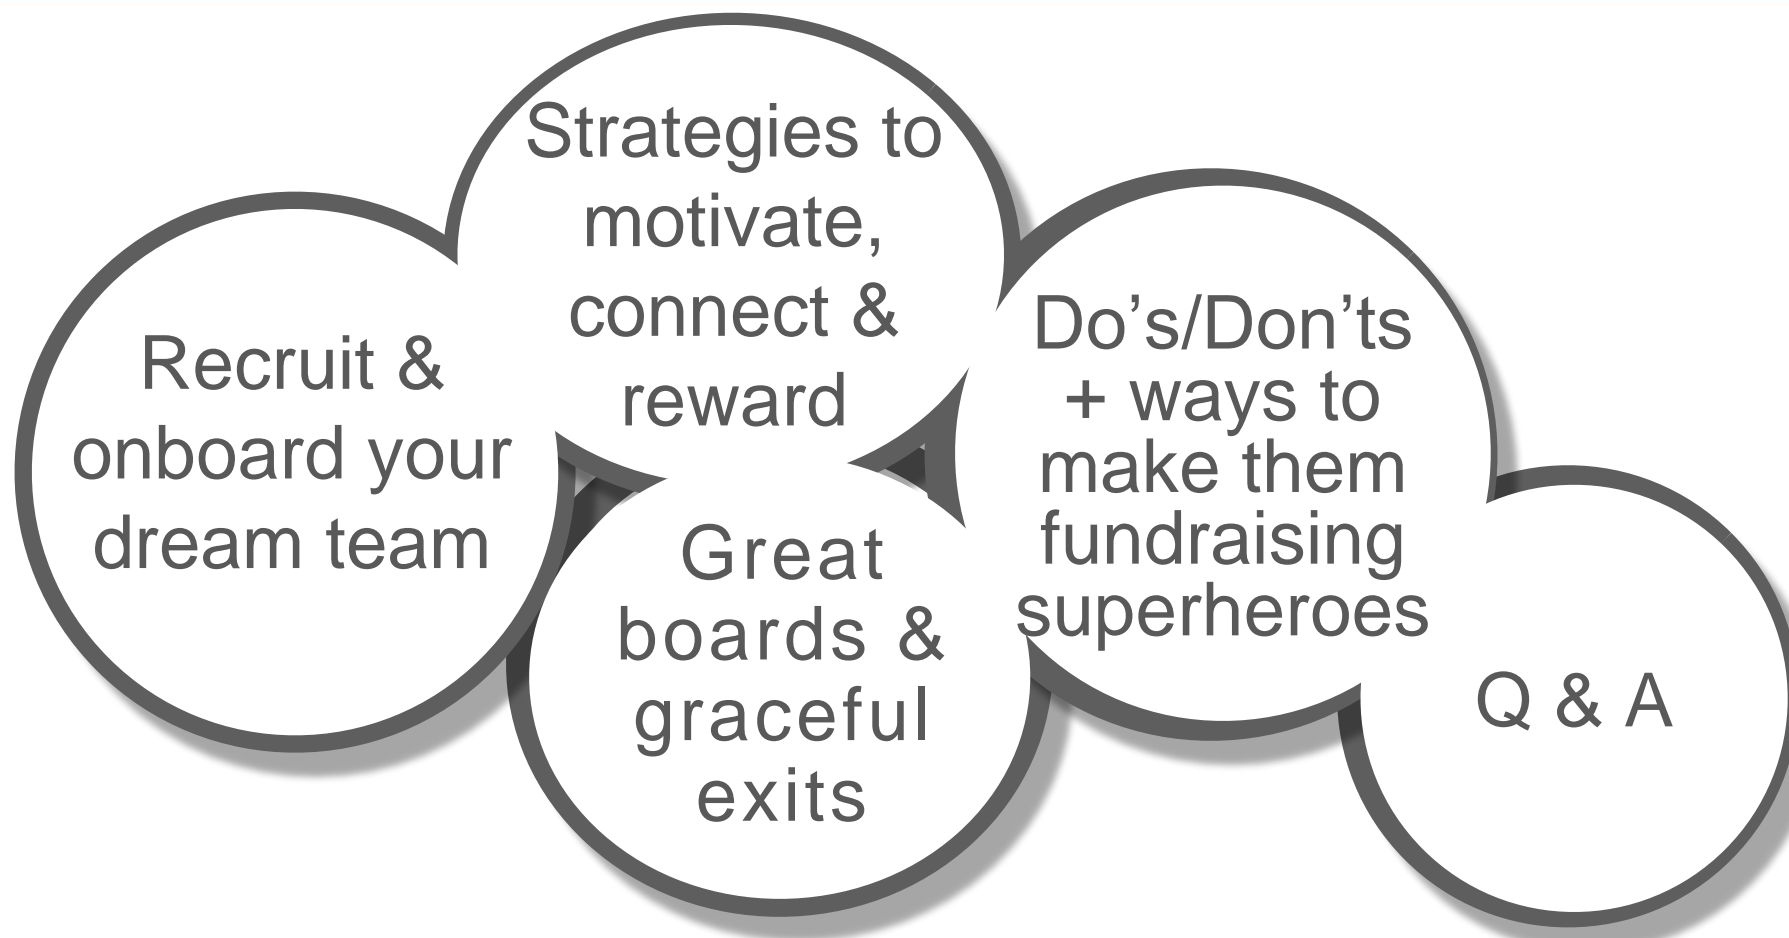 Recruit &
onboard your
dream team
Strategies to
motivate,
connect &
reward
Great
boards &
graceful
exits
Do’s/Don’ts
+ ways to
make them
fundraising
superheroes
Q & A